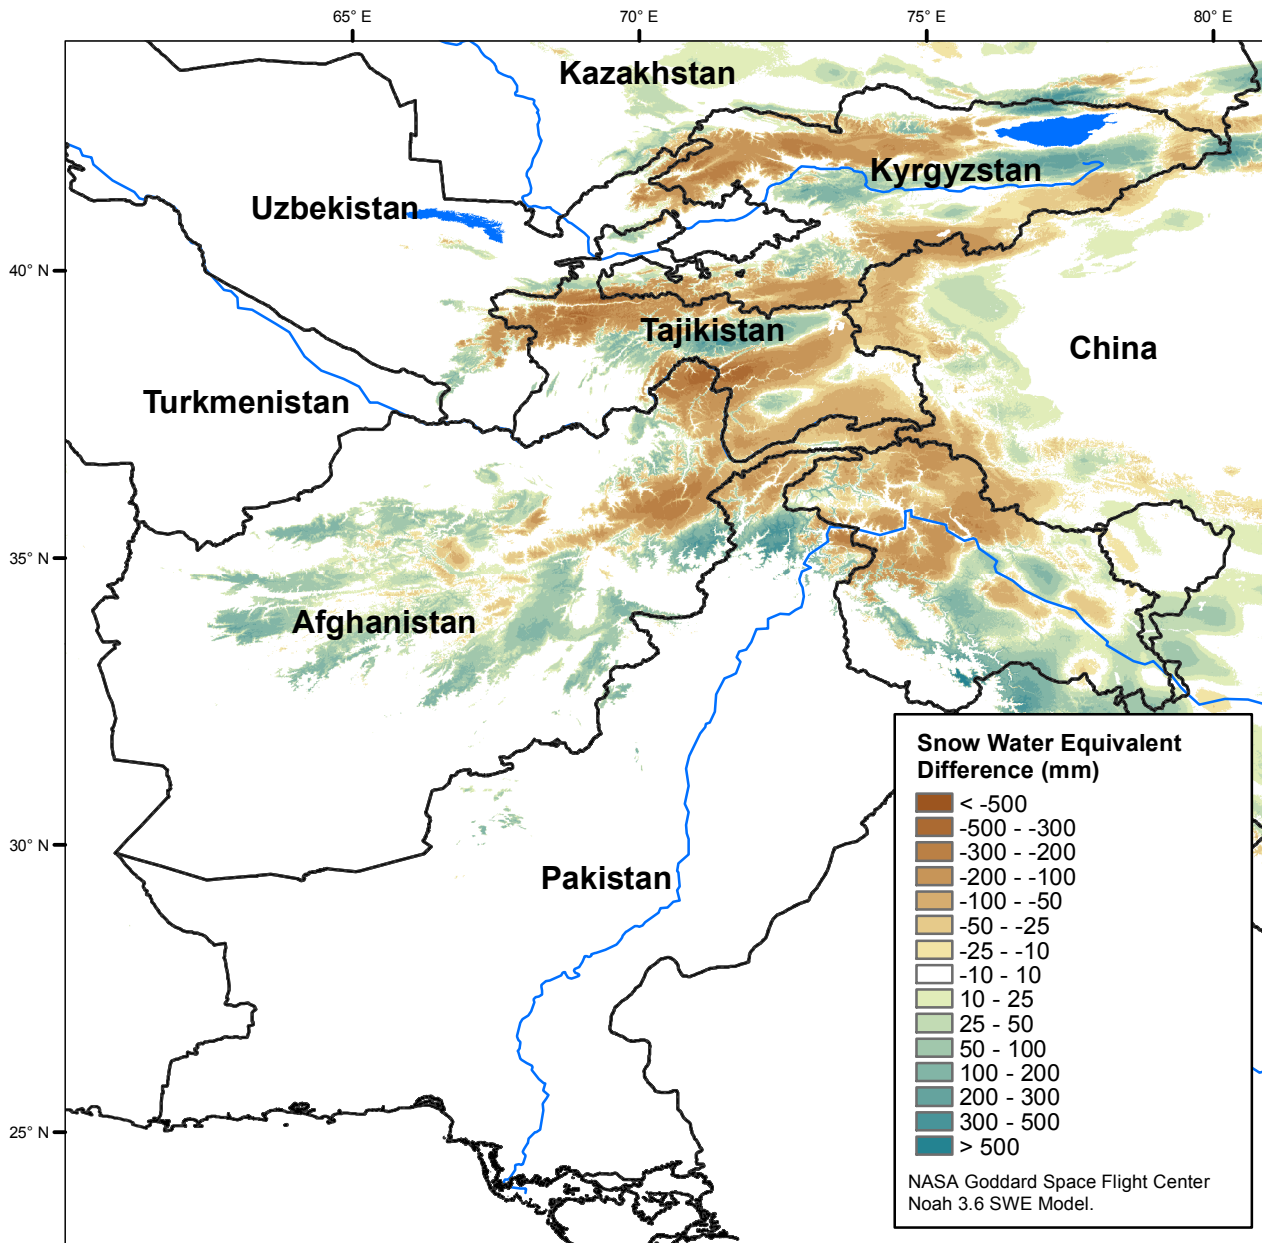 65° E
70° E
75° E
80° E
Kazakhstan
Kyrgyzstan
Uzbekistan
40° N
Tajikistan
China
Turkmenistan
35° N
Afghanistan
Snow Water Equivalent
Difference (mm)
< -500
-500 - -300
-300 - -200
-200 - -100
-100 - -50
-50 - -25
-25 - -10
-10 - 10
10 - 25
25 - 50
50 - 100
100 - 200
200 - 300
300 - 500
> 500
NASA Goddard Space Flight Center
Noah 3.6 SWE Model.
30° N
Pakistan
25° N